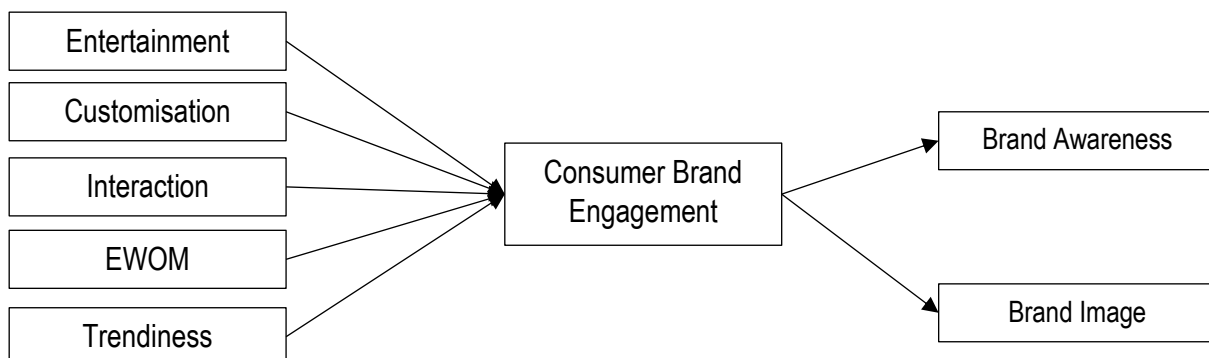 Entertainment
Customisation
Interaction
EWOM
Trendiness
Consumer Brand
Engagement
Brand Awareness
Brand Image